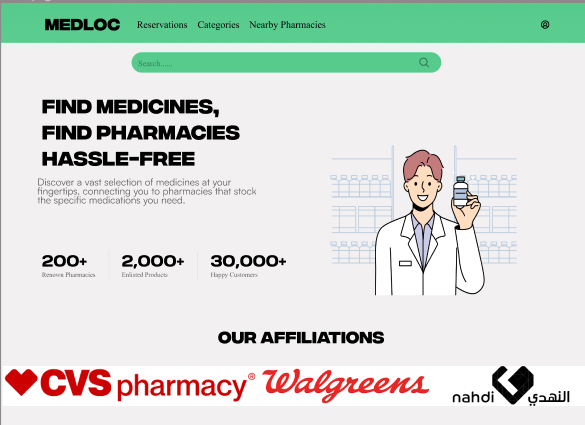 MEDLOC Reservations Categories Nearby Pharmacies
Search......
FIND MEDICINES,
FIND PHARMACIES
HASSLE-FREE
Discover a vast selection of medicines at your
fingertips, connecting you to pharmacies that stock
the specific medications you need.
200+ 2,000+ 30,000+
Renown Pharmacies Enlisted Products Happy Customers
OUR AFFILIATIONS
CVS pharmacy® Walgreens nahdi النهدي